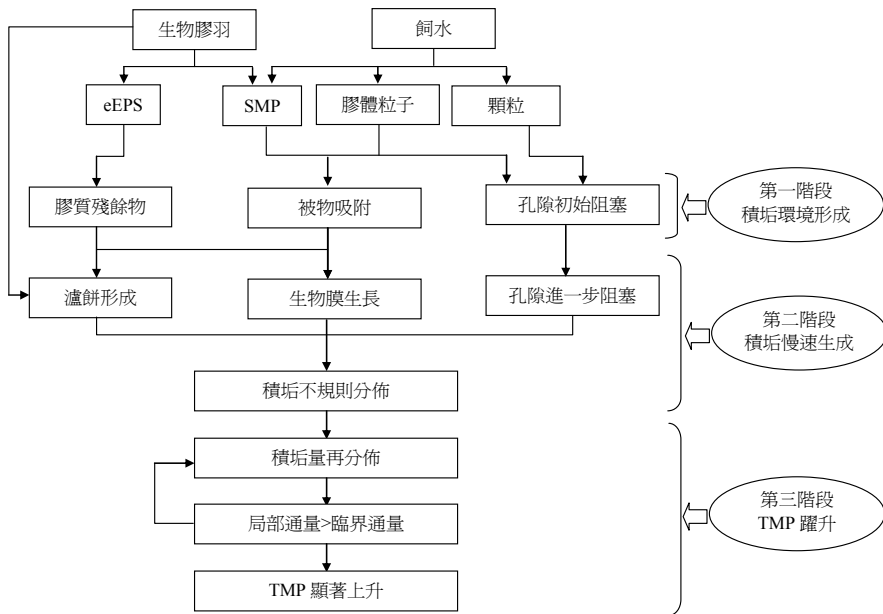 生物膠羽
飼水
eEPS
SMP
膠體粒子
顆粒
膠質殘餘物
被物吸附
孔隙初始阻塞
第一階段
積垢環境形成
瀘餅形成
生物膜生長
孔隙進一步阻塞
第二階段
積垢慢速生成
積垢不規則分佈
積垢量再分佈
局部通量>臨界通量
第三階段
TMP 躍升
TMP 顯著上升